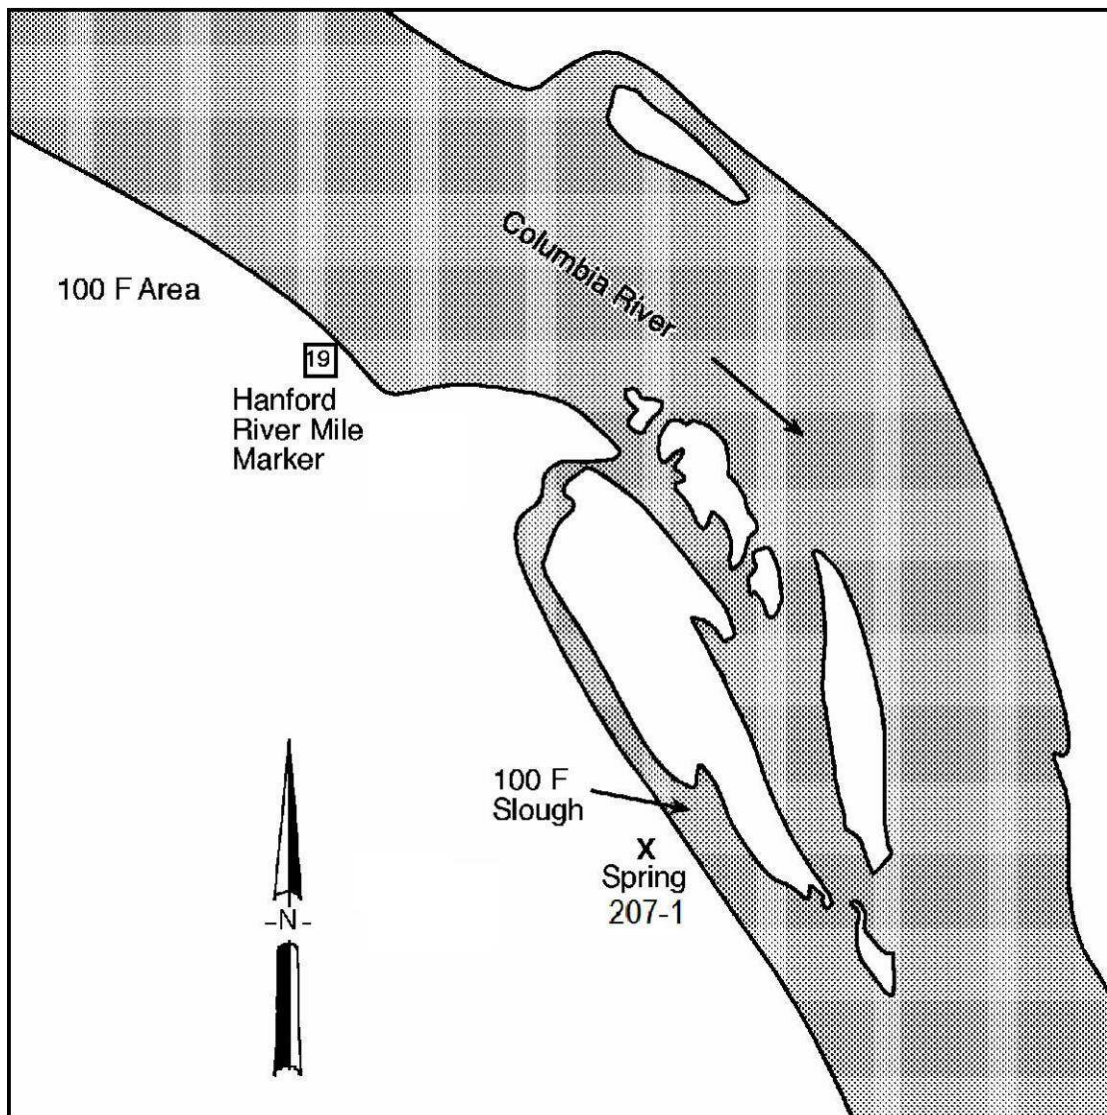 Columbia River
100 F Area
19
Hanford
River Mile
Marker
100 F
Slough
X
Spring
207-1
-N-